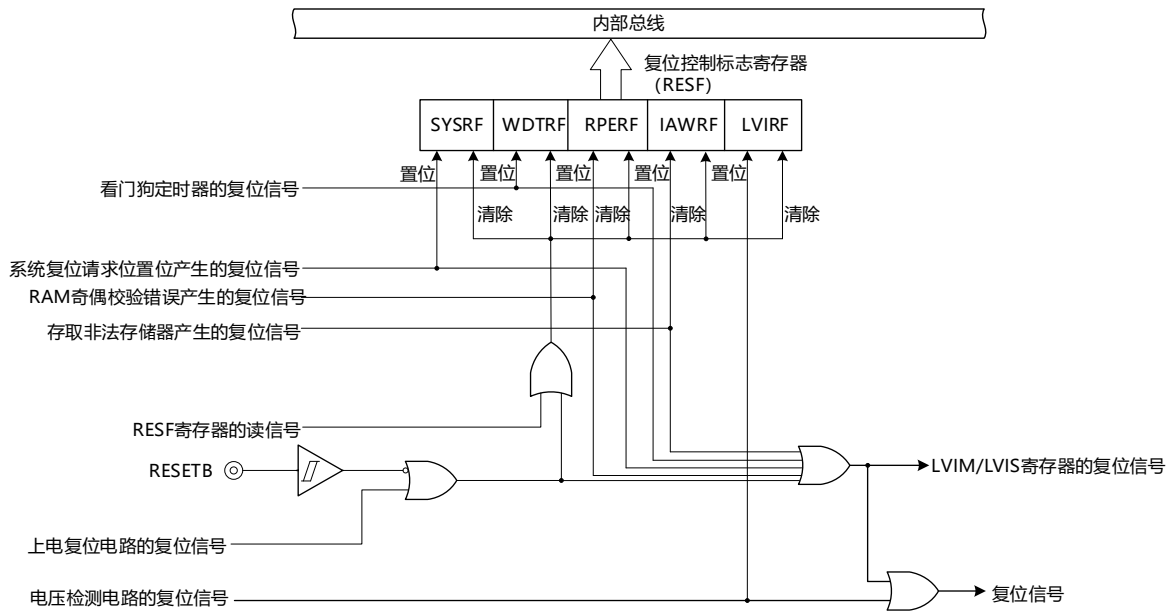 内部总线
复位控制标志寄存器
（RESF）
SYSRF WDTRF RPERF IAWRF LVIRF
置位 置位 置位 置位 置位
看门狗定时器的复位信号
清除 清除 清除 清除 清除
系统复位请求位置位产生的复位信号
RAM奇偶校验错误产生的复位信号
存取非法存储器产生的复位信号
RESF寄存器的读信号
RESETB
LVIM/LVIS寄存器的复位信号
上电复位电路的复位信号
电压检测电路的复位信号
复位信号